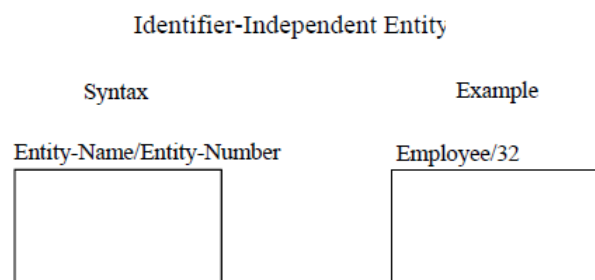 Identifier-Independent Entity
Syntax
Example
Entity-Name/Entity-Number
Employee/32